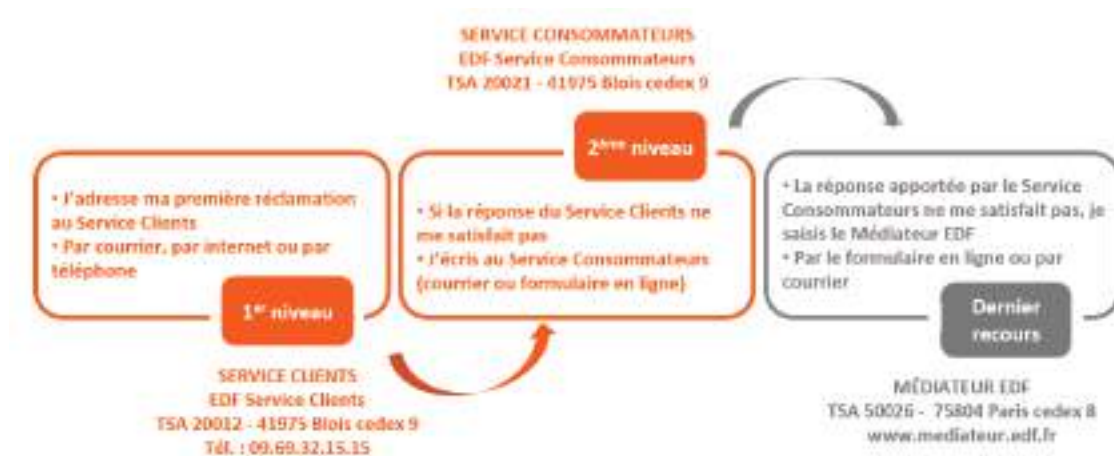 SERVICE CONSOMMATEURS
EDF Service Consommateurs
TSA 20021 - 41975 Blois cedex 9
2ème niveau
• J'adresse ma première réclamation
au Service Clients
• Par courrier, par internet ou par
téléphone
1er niveau
SERVICE CLIENTS
EDF Service Clients
TSA 20012 - 41975 Blois cedex 9
Tél. : 09.69.32.15.15
• Si la réponse du Service Clients ne
me satisfait pas
• J'écris au Service Consommateurs
(courrier ou formulaire en ligne)
• La réponse apportée par le Service
Consommateurs ne me satisfait pas, je
saisis le Médiateur EDF
• Par le formulaire en ligne ou par
courrier
Dernier
recours
MÉDIATEUR EDF
TSA 50026 - 75804 Paris cedex 8
www.mediateur.edf.fr